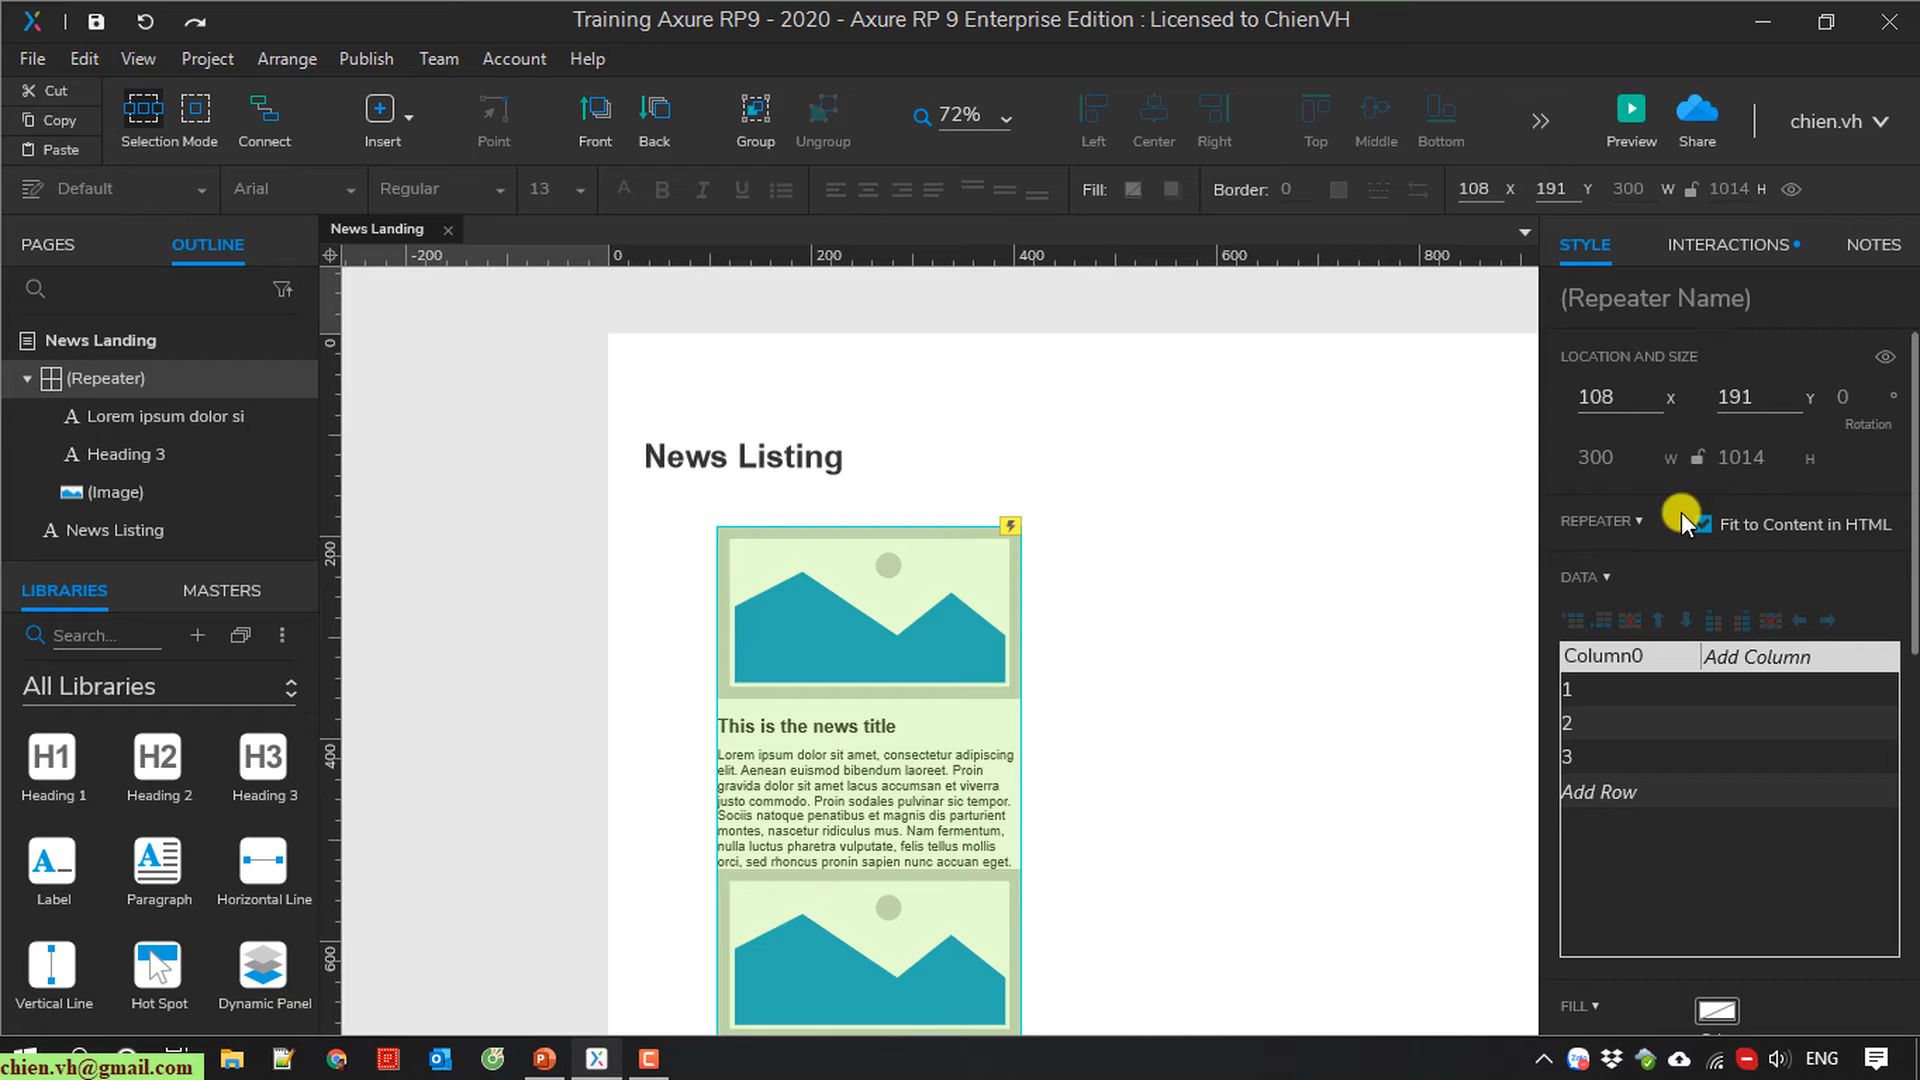 Training Axure RP9 - 2020 - Axure RP 9 Enterprise Edition : Licensed to ChienVH
File Edit View Project Arrange Publish Team Account Help
Cut
Copy
Paste
Selection Mode Connect Insert Point Front Back Group Ungroup
72%
Left Center Right Top Middle Bottom
Preview Share
chien.vh
Default Arial Regular 13
Fill: Border: 0
108 X 191 Y 300 W 1014 H
PAGES OUTLINE
News Landing
(Repeater)
Lorem ipsum dolor si
Heading 3
(Image)
News Listing
LIBRARIES MASTERS
Search...
All Libraries
Heading 1 Heading 2 Heading 3
H1 H2 H3
Label Paragraph Horizontal Line
Vertical Line Hot Spot Dynamic Panel
News Landing
-200 0 200 400 600 800
0
200
400
600
News Listing
This is the news title
Lorem ipsum dolor sit amet, consectetur adipiscing
elit. Aenean euismod bibendum laoreet. Proin
gravida dolor sit amet lacus accumsan et viverra
justo commodo. Proin sodales pulvinar sic tempor.
Sociis natoque penatibus et magnis dis parturient
montes, nascetur ridiculus mus. Nam fermentum,
nulla luctus pharetra vulputate, felis tellus mollis
orci, sed rhoncus pronin sapien nunc accuan eget.
STYLE INTERACTIONS NOTES
(Repeater Name)
LOCATION AND SIZE
108 X 191 Y 0 °
Rotation
300 W 1014 H
REPEATER Fit to Content in HTML
DATA
Column0 Add Column
1
2
3
Add Row
FILL
chien.vh@gmail.com
ENG